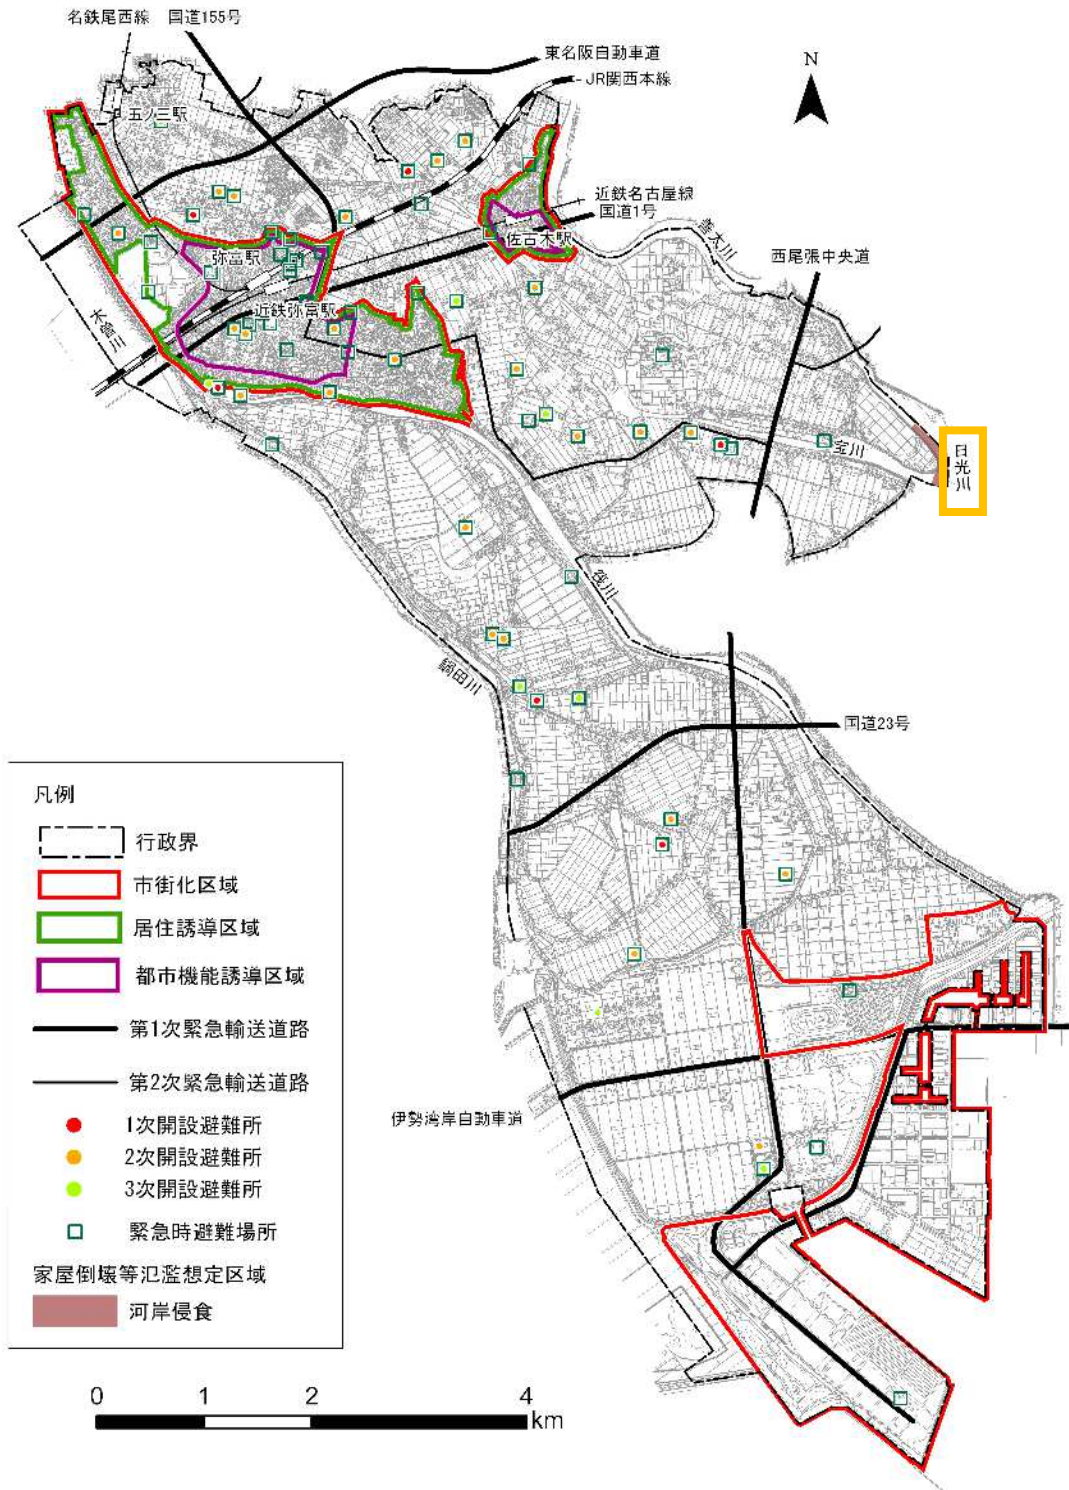 名鉄尾西線
国道155号
東名阪自動車道
JR関西本線
N
五ノ三駅
近鉄名古屋線
国道1号
佐古木駅
善太川
西尾張中央道
弥富駅
近鉄弥富駅
木曽川
宝川
日光川
筏川
鍋田川
国道23号
凡例
行政界
市街化区域
居住誘導区域
都市機能誘導区域
第1次緊急輸送道路
第2次緊急輸送道路
1次開設避難所
2次開設避難所
3次開設避難所
緊急時避難場所
家屋倒壊等氾濫想定区域
河岸侵食
伊勢湾岸自動車道
0 1 2 4
km